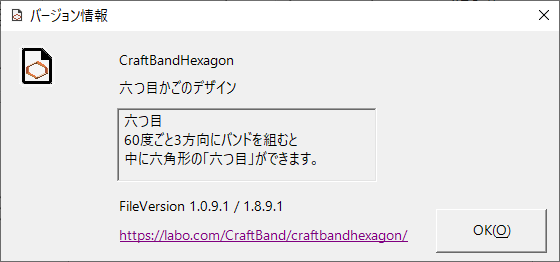 バージョン情報
CraftBandHexagon
六つ目かごのデザイン
六つ目
60度ごと3方向にバンドを組むと
中に六角形の「六つ目」ができます。
FileVersion 1.0.9.1 / 1.8.9.1
https://labo.com/CraftBand/craftbandhexagon/
OK(O)